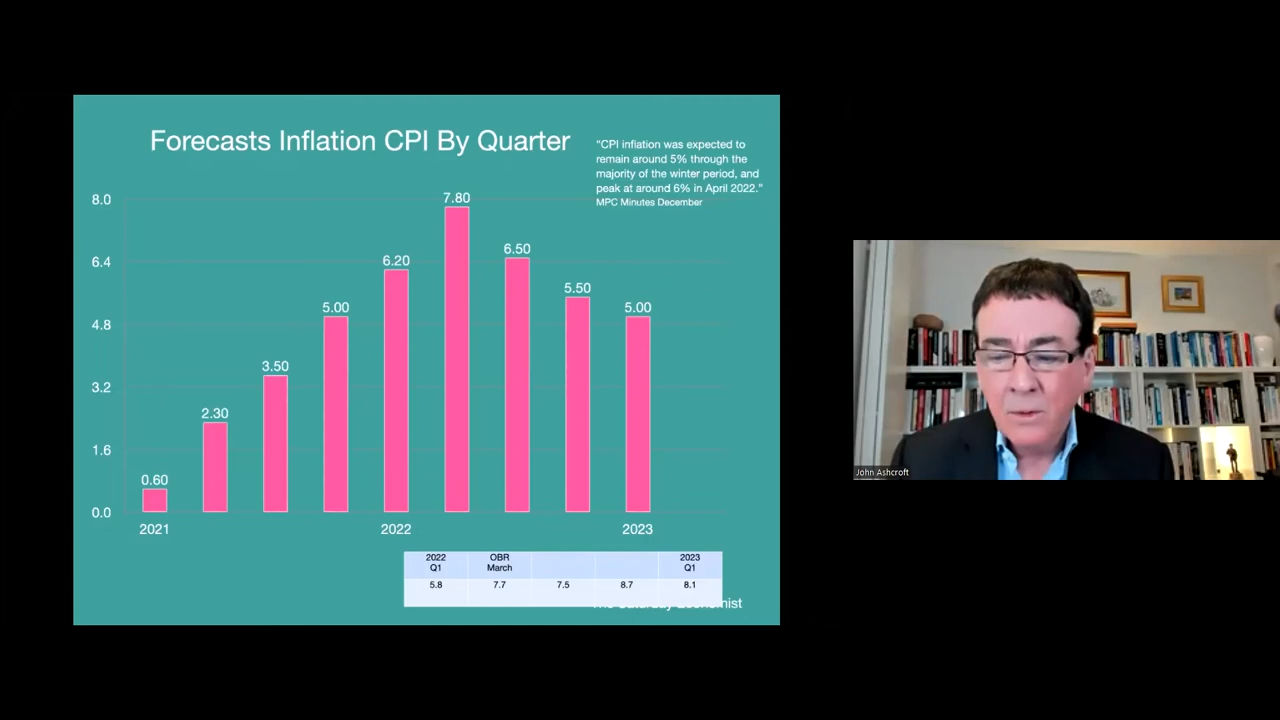 Forecasts Inflation CPI By Quarter
"CPI inflation was expected to
remain around 5% through the
majority of the winter period, and
peak at around 6% in April 2022."
MPC Minutes December
8.0
6.4
4.8
3.2
1.6
0.0
0.60
2.30
3.50
5.00
6.20
7.80
6.50
5.50
5.00
2021
2022
2023
2022 Q1
OBR March
2023 Q1
5.8 7.7 7.5 8.7 8.1
John Ashcroft